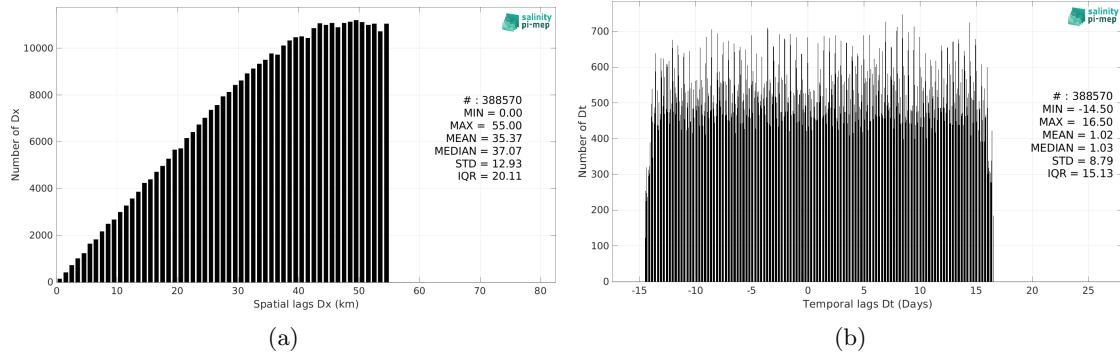 salinity
pi-mep
10000
8000
6000
4000
2000
0
Number of Dx
# : 388570
MIN = 0.00
MAX = 55.00
MEAN = 35.37
MEDIAN = 37.07
STD = 12.93
IQR = 20.11
0 10 20 30 40 50 60 70 80
Spatial lags Dx (km)
(a)
salinity
pi-mep
700
600
500
400
300
200
100
0
Number of Dt
# : 388570
MIN = -14.50
MAX = 16.50
MEAN = 1.02
MEDIAN = 1.03
STD = 8.79
IQR = 15.13
-15 -10 -5 0 5 10 15 20 25
Temporal lags Dt (Days)
(b)